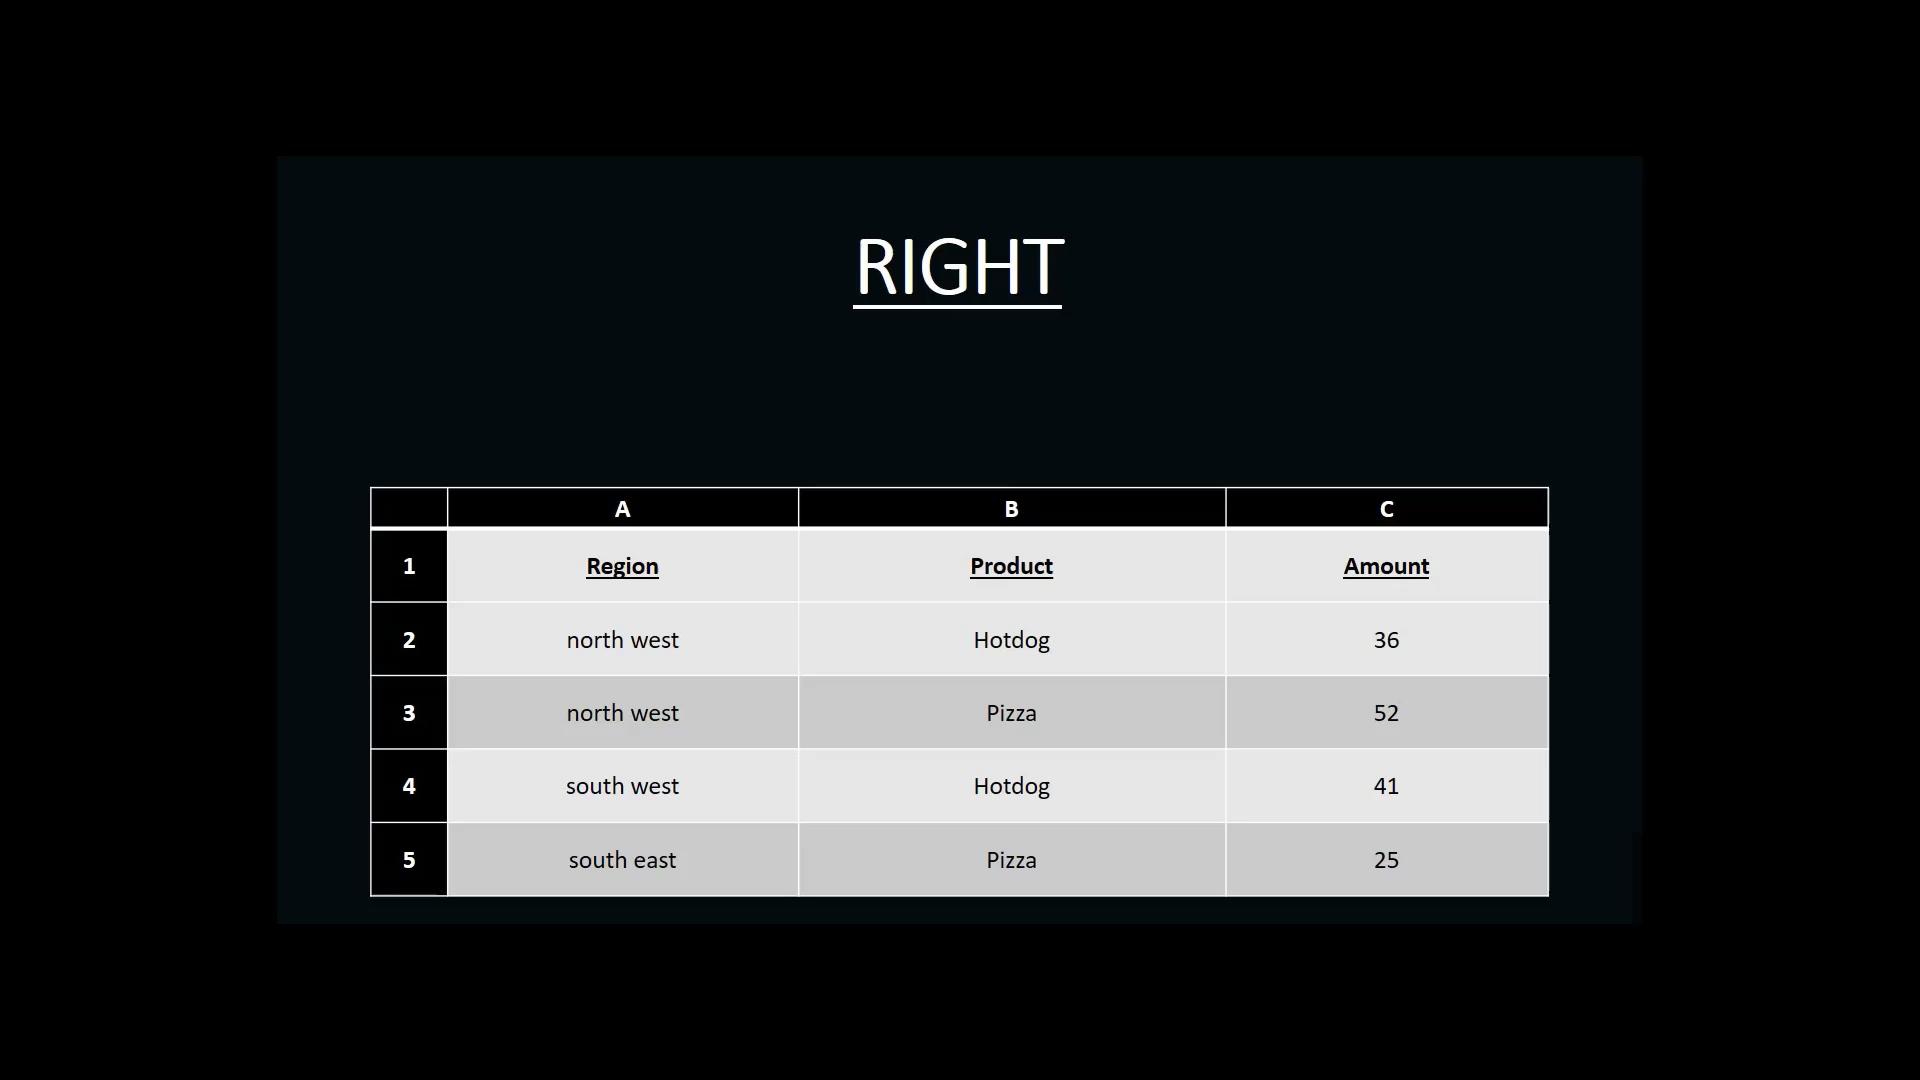 RIGHT
A B C
1 Region Product Amount
2 north west Hotdog 36
3 north west Pizza 52
4 south west Hotdog 41
5 south east Pizza 25